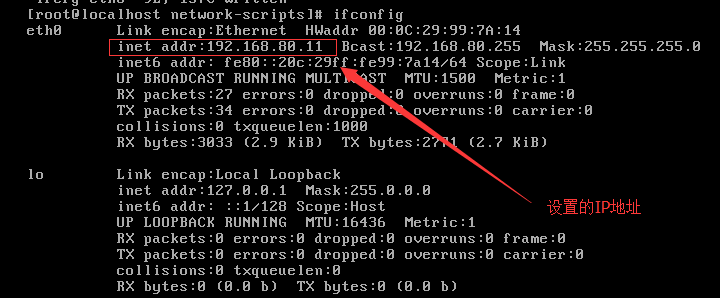 [root@localhost network-scripts]# ifconfig
eth0 Link encap:Ethernet HWaddr 00:0C:29:99:7A:14
inet addr:192.168.80.11 Bcast:192.168.80.255 Mask:255.255.255.0
inet6 addr: fe80::20c:29ff:fe99:7a14/64 Scope:Link
UP BROADCAST RUNNING MULTICAST MTU:1500 Metric:1
RX packets:27 errors:0 dropped:0 overruns:0 frame:0
TX packets:34 errors:0 dropped:0 overruns:0 carrier:0
collisions:0 txqueuelen:1000
RX bytes:3033 (2.9 KiB) TX bytes:2771 (2.7 KiB)
lo Link encap:Local Loopback
inet addr:127.0.0.1 Mask:255.0.0.0
inet6 addr: ::1/128 Scope:Host
设置的IP地址
UP LOOPBACK RUNNING MTU:16436 Metric:1
RX packets:0 errors:0 dropped:0 overruns:0 frame:0
TX packets:0 errors:0 dropped:0 overruns:0 carrier:0
collisions:0 txqueuelen:0
RX bytes:0 (0.0 b) TX bytes:0 (0.0 b)